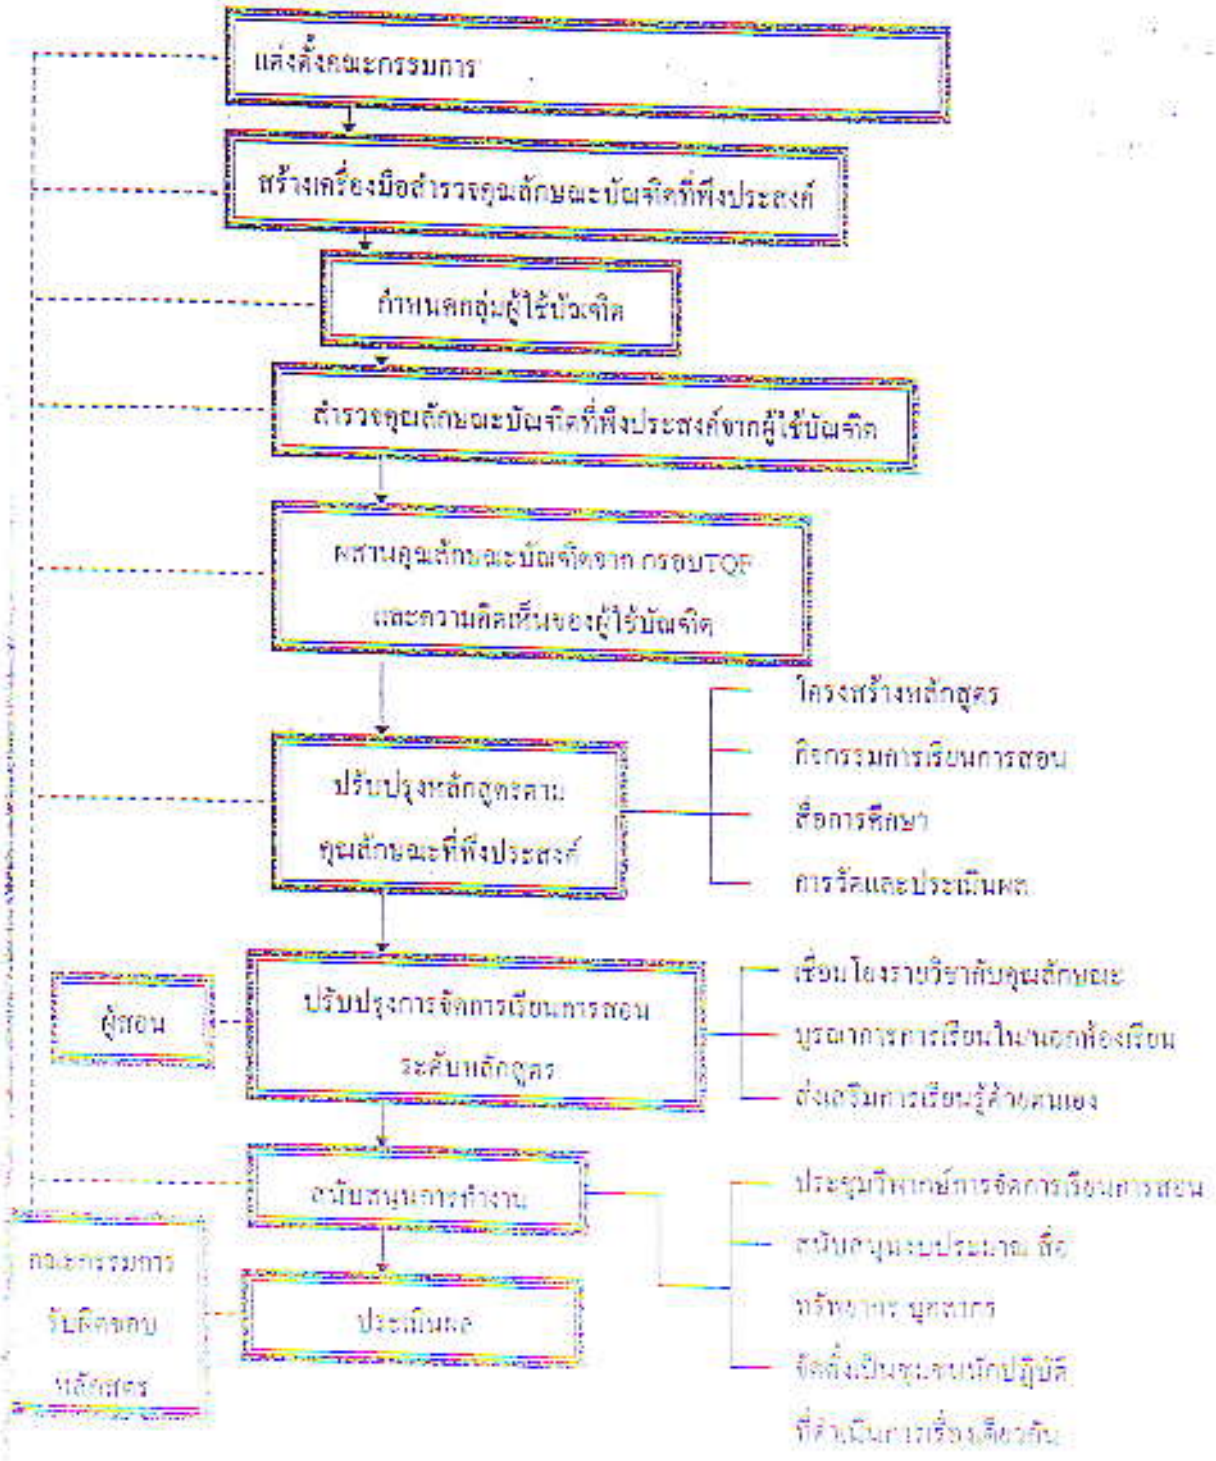 แต่งตั้งคณะกรรมการ
สร้างเครื่องมือสำรวจคุณลักษณะบัณฑิตที่พึงประสงค์
กำหนดกลุ่มผู้ใช้บัณฑิต
สำรวจคุณลักษณะบัณฑิตที่พึงประสงค์จากผู้ใช้บัณฑิต
ผสานคุณลักษณะบัณฑิตจาก กรอบTQF
และความคิดเห็นของผู้ใช้บัณฑิต
ปรับปรุงหลักสูตรตาม
คุณลักษณะที่พึงประสงค์
โครงสร้างหลักสูตร
กิจกรรมการเรียนการสอน
สื่อการศึกษา
การวัดและประเมินผล
ผู้สอน
ปรับปรุงการจัดการเรียนการสอน
ระดับหลักสูตร
เชื่อมโยงรายวิชากับคุณลักษณะ
บูรณาการการเรียนใน/นอกห้องเรียน
ส่งเสริมการเรียนรู้ด้วยตนเอง
สนับสนุนการทำงาน
ประชุมวิพากษ์การจัดการเรียนการสอน
สนับสนุนงบประมาณ สื่อ
ทรัพยากร บุคลากร
จัดตั้งเป็นชุมชนนักปฏิบัติ
ที่ดำเนินการเรื่องเดียวกัน
คณะกรรมการ
รับผิดชอบ
หลักสูตร
ประเมินผล